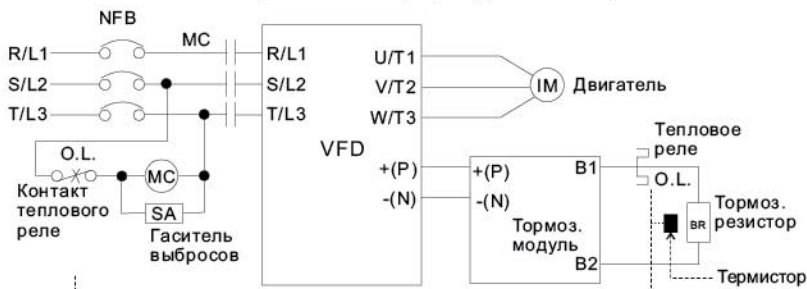 NFB
MC
R/L1
R/L1
U/T1
S/L2
S/L2
V/T2
IM
Двигатель
T/L3
T/L3
W/T3
VFD
Тепловое
реле
O.L.
O.L.
MC
+(P)
+(P)
B1
Контакт
теплового
реле
SA
-(N)
-(N)
Гаситель
выбросов
Тормоз.
модуль
BR
Тормоз.
резистор
B2
Термистор